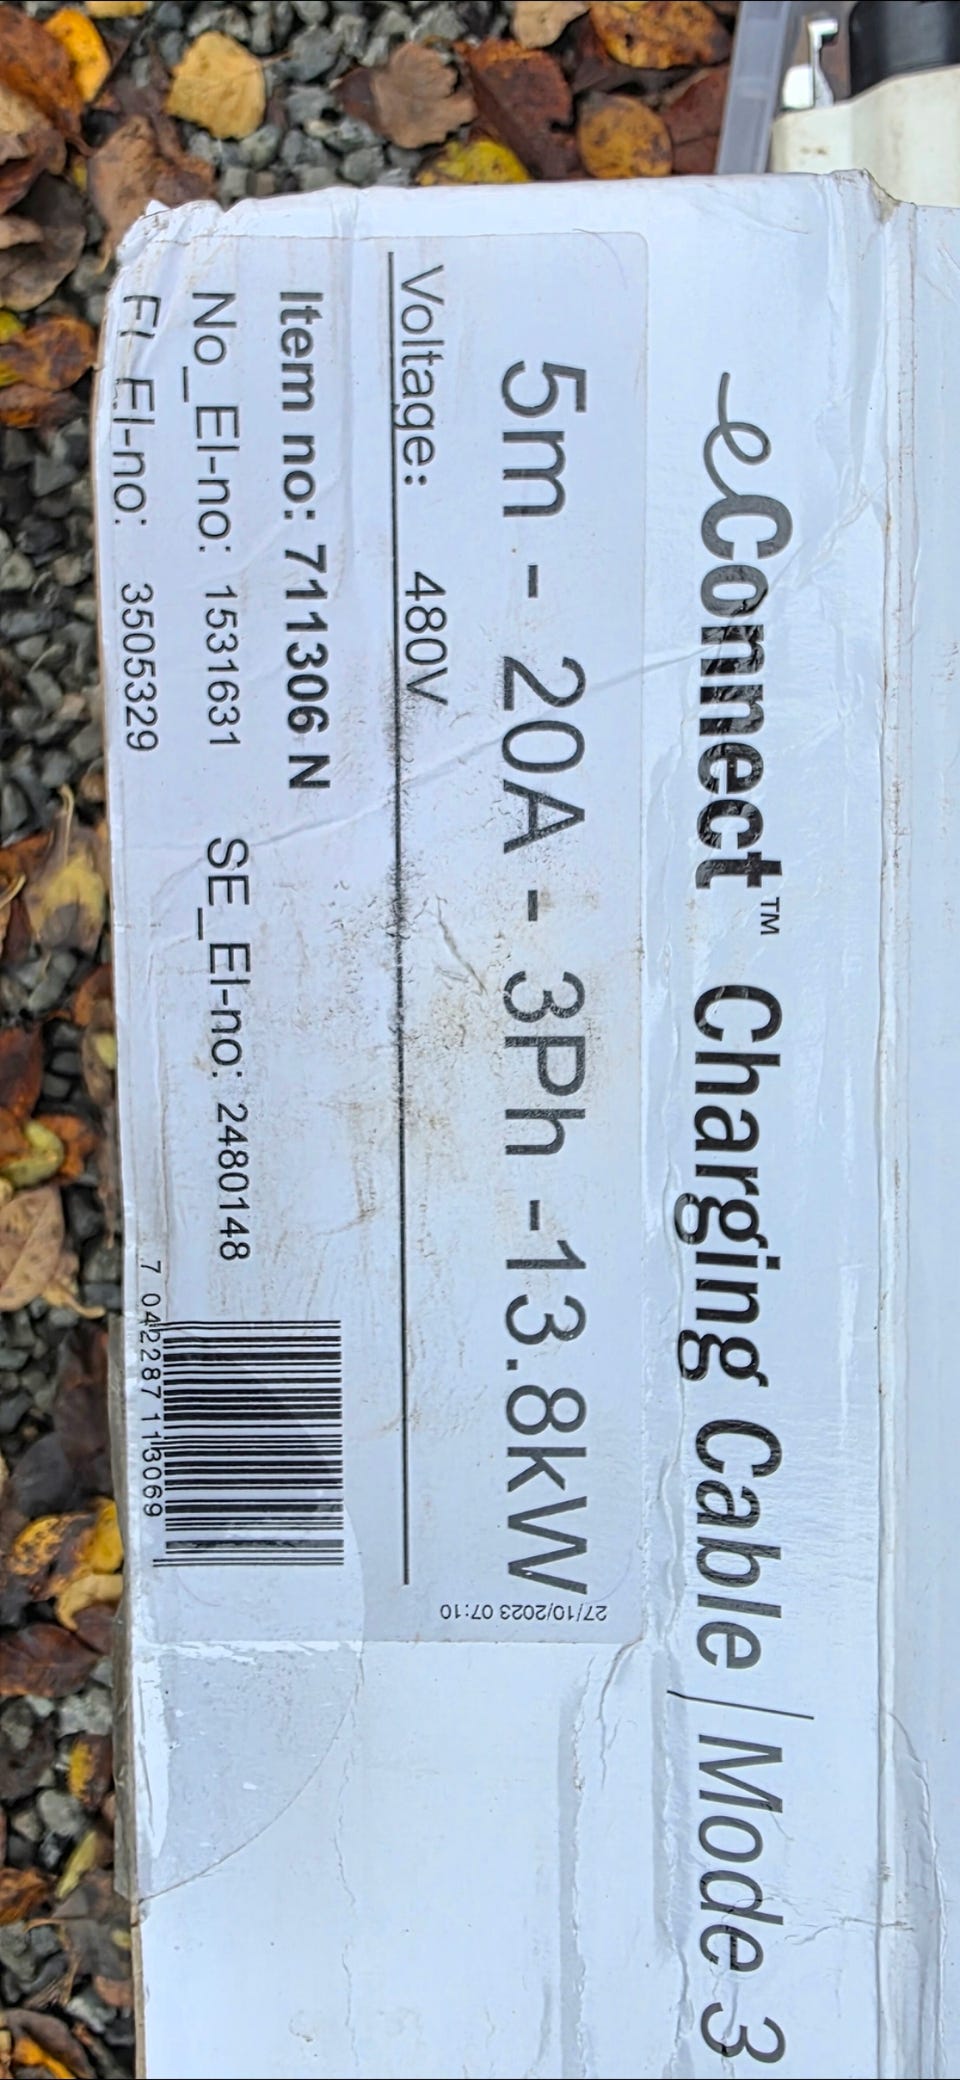 eConnect™ Charging Cable | Mode 3
5m - 20A - 3Ph -13.8kW
27/10/2023 07:10
Voltage: 480V
Item no: 711306 N
No_El-no: 1531631 SE_El-no: 2480148
FI_El-no: 3505329
7 042287 113069